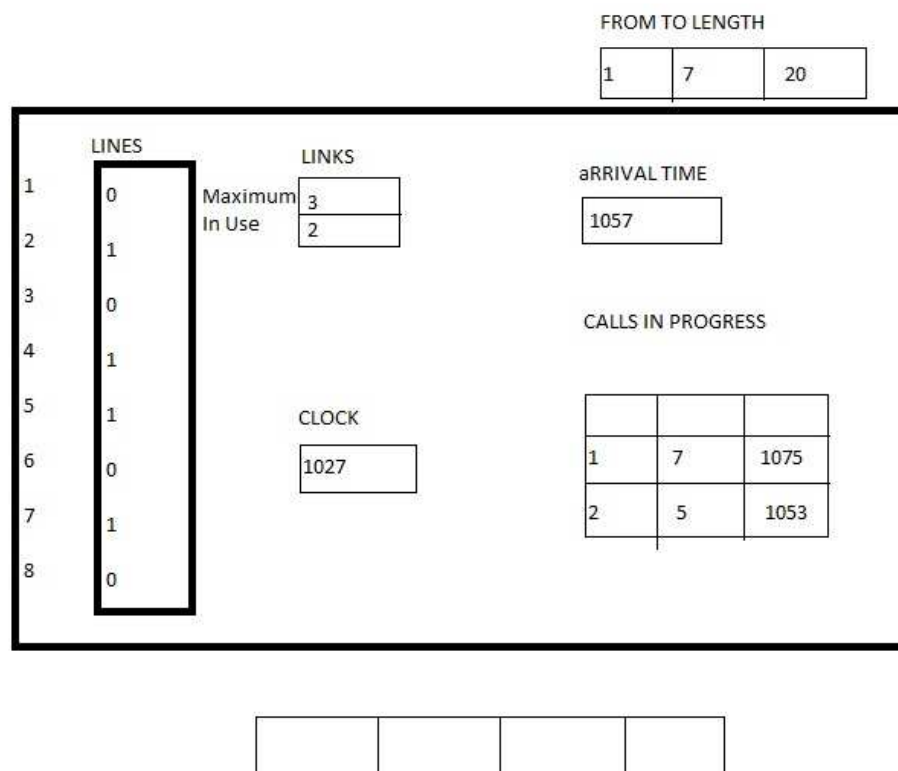 FROM TO LENGTH
1 7 20
LINES
LINKS
aRRIVAL TIME
1 0
Maximum 3
In Use 2
1057
2 1
3 0
CALLS IN PROGRESS
4 1
5 1
CLOCK
6 0
1027
1 7 1075
7 1
2 5 1053
8 0